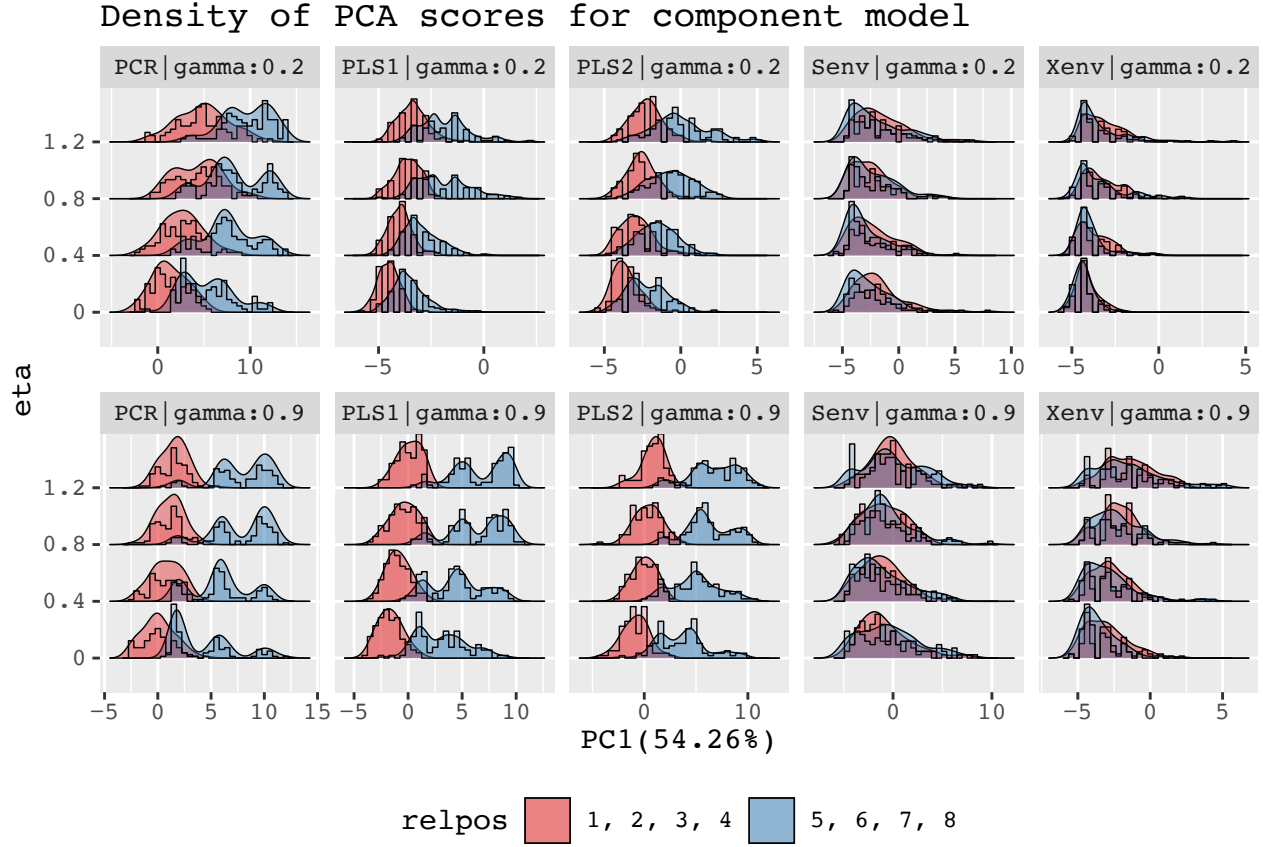 Density of PCA scores for component model
PCR|gamma:0.2 PLS1|gamma:0.2 PLS2|gamma:0.2 Senv|gamma:0.2 Xenv|gamma:0.2
1.2
0.8
0.4
0
0 10 −5 0 −5 0 5 −5 0 5 10 −5 0 5
eta
PCR|gamma:0.9 PLS1|gamma:0.9 PLS2|gamma:0.9 Senv|gamma:0.9 Xenv|gamma:0.9
1.2
0.8
0.4
0
−5 0 5 10 15 −5 0 5 10 0 10 0 10 −5 0 5
PC1(54.26%)
relpos 1, 2, 3, 4 5, 6, 7, 8